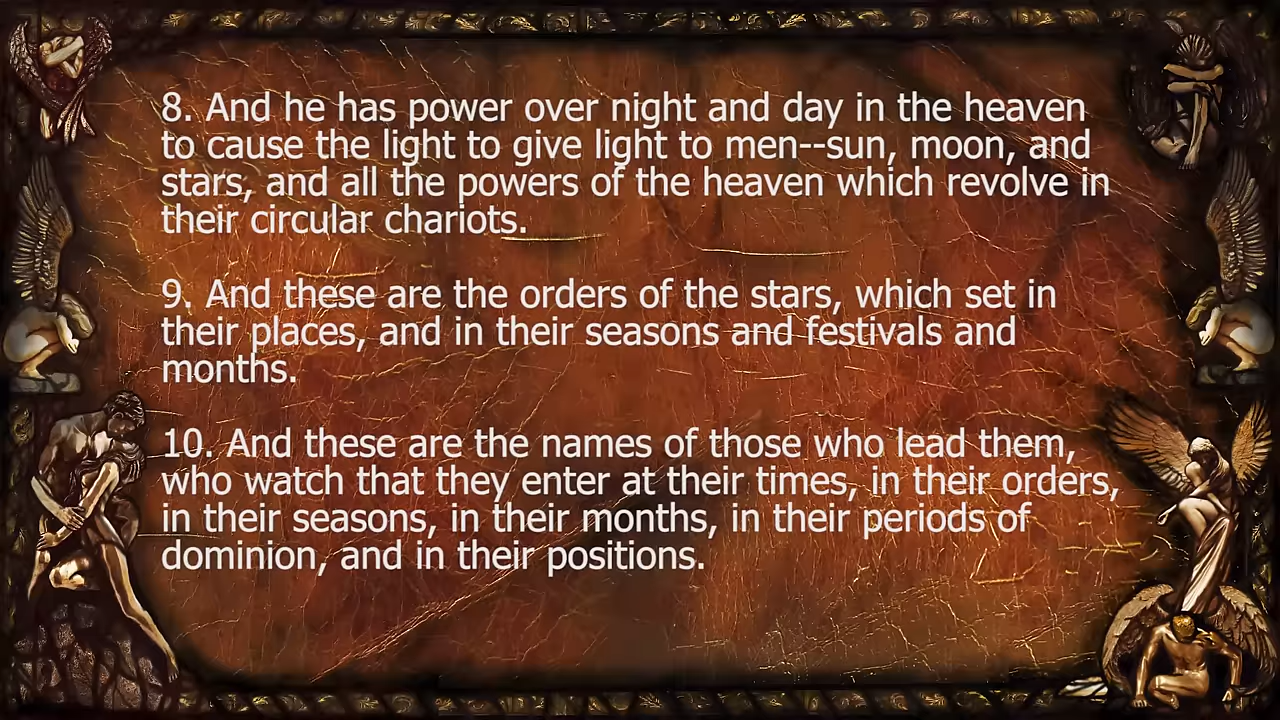 8. And he has power over night and day in the heaven
to cause the light to give light to men--sun, moon, and
stars, and all the powers of the heaven which revolve in
their circular chariots.
9. And these are the orders of the stars, which set in
their places, and in their seasons and festivals and
months.
10. And these are the names of those who lead them,
who watch that they enter at their times, in their orders,
in their seasons, in their months, in their periods of
dominion, and in their positions.